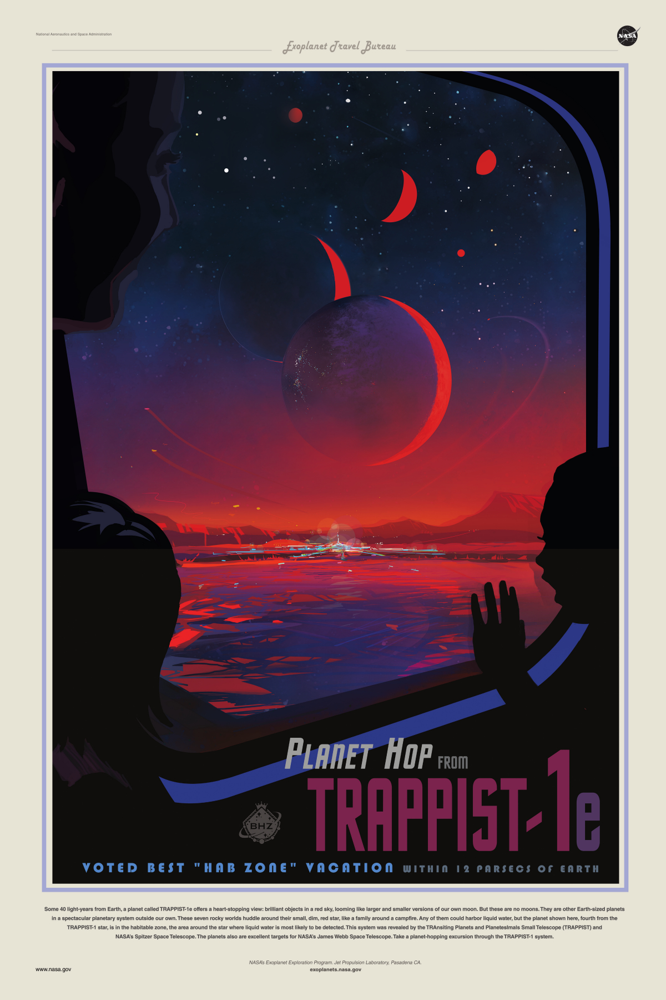 National Aeronautics and Space Administration
NASA
Exoplanet Travel Bureau
Planet Hop from
TRAPPIST-1e
BHZ
VOTED BEST "HAB ZONE" VACATION WITHIN 12 PARSECS OF EARTH
Some 40 light-years from Earth, a planet called TRAPPIST-1e offers a heart-stopping view: brilliant objects in a red sky, looming like larger and smaller versions of our own moon. But these are no moons. They are other Earth-sized planets
in a spectacular planetary system outside our own. These seven rocky worlds huddle around their small, dim, red star, like a family around a campfire. Any of them could harbor liquid water, but the planet shown here, fourth from the
TRAPPIST-1 star, is in the habitable zone, the area around the star where liquid water is most likely to be detected. This system was revealed by the TRAnsiting Planets and PlanetesImals Small Telescope (TRAPPIST) and
NASA's Spitzer Space Telescope. The planets also are excellent targets for NASA's James Webb Space Telescope. Take a planet-hopping excursion through the TRAPPIST-1 system.
NASA's Exoplanet Exploration Program. Jet Propulsion Laboratory, Pasadena CA.
www.nasa.gov
exoplanets.nasa.gov